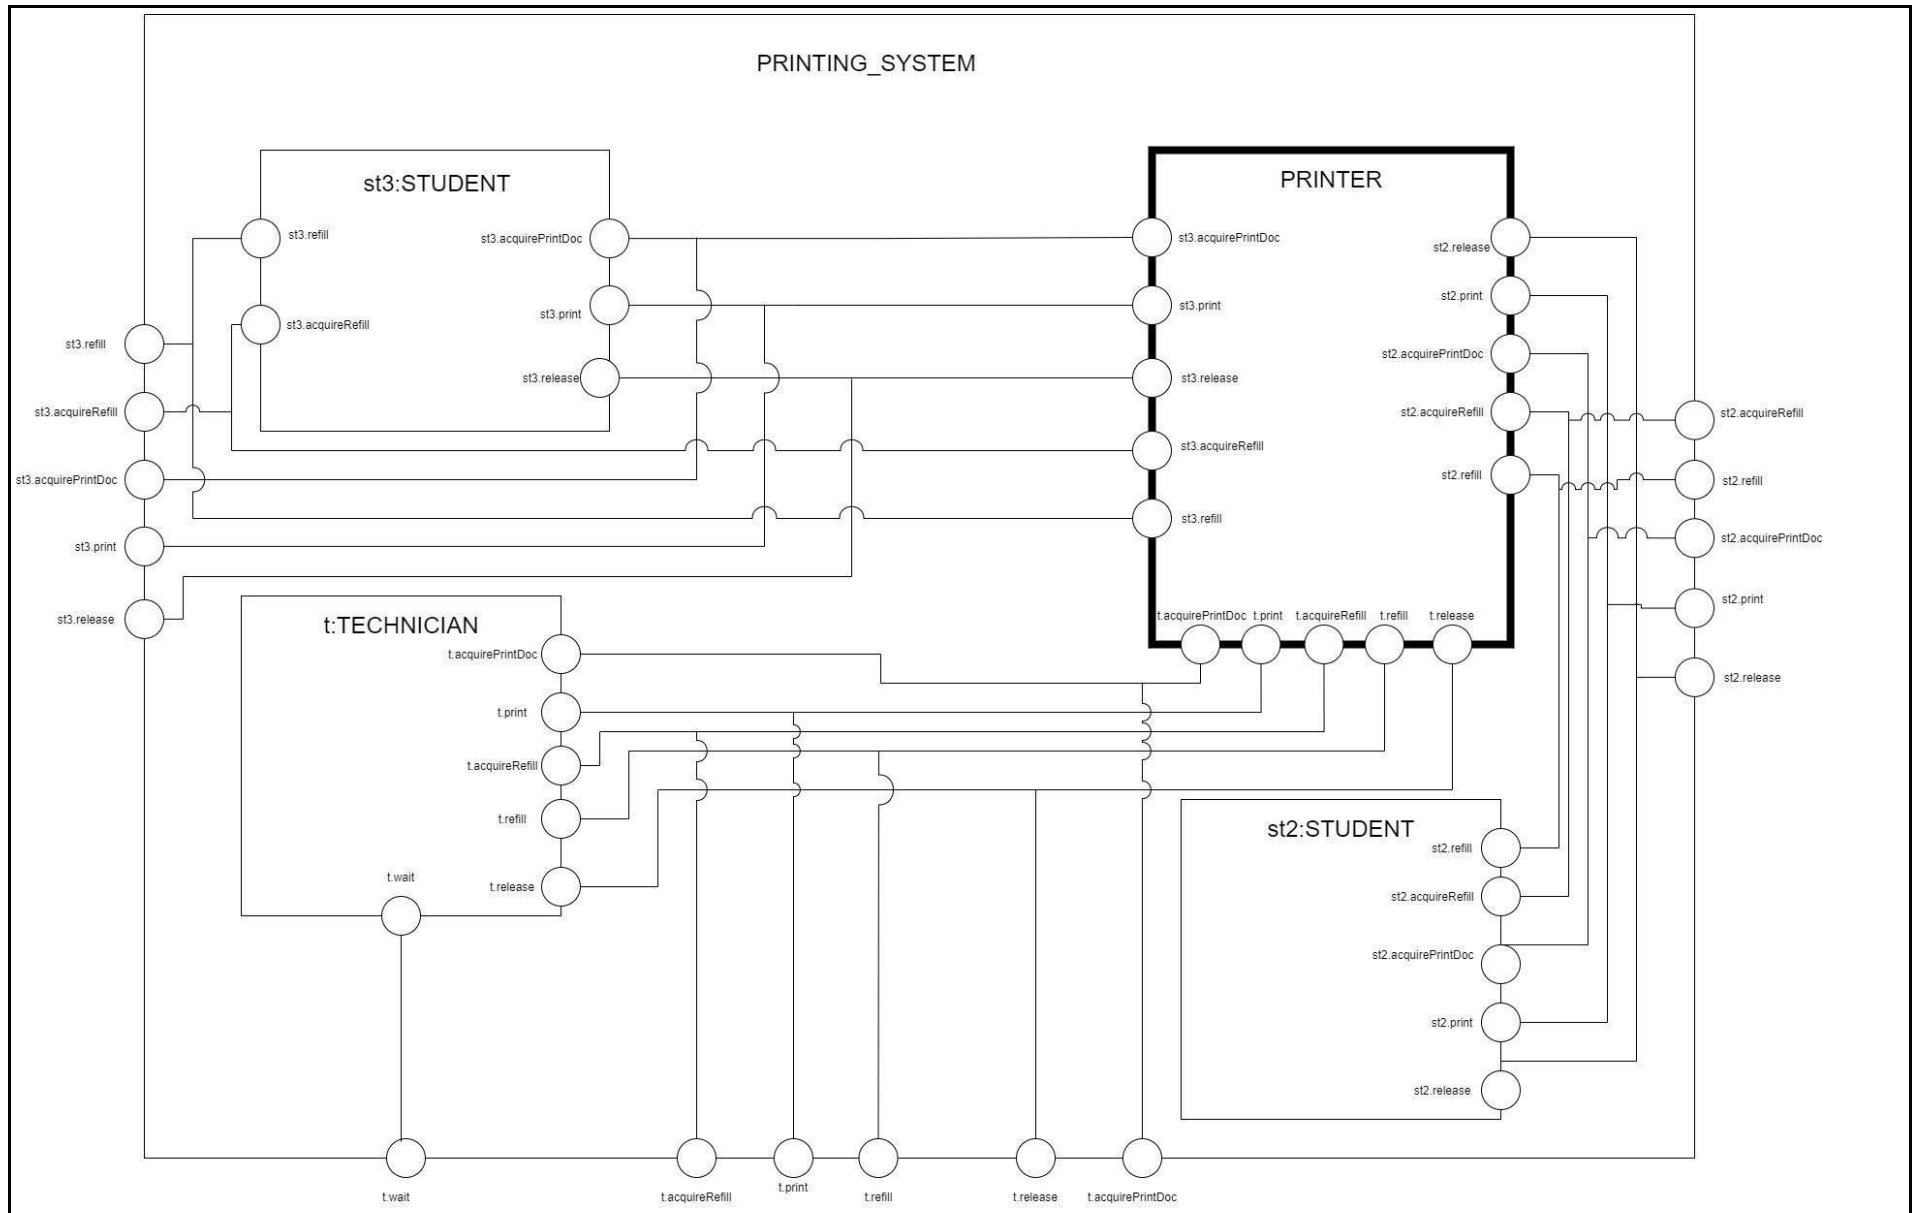 PRINTING_SYSTEM
st3:STUDENT
st3.refill
st3.acquirePrintDoc
st3.print
st3.acquireRefill
st3.release
PRINTER
st3.acquirePrintDoc
st2.release
st3.print
st2.print
st2.acquirePrintDoc
st3.release
st2.acquireRefill
st3.acquireRefill
st2.refill
st3.refill
t.acquirePrintDoc
t.print
t.acquireRefill
t.refill
t.release
st3.refill
st3.acquireRefill
st3.acquirePrintDoc
st3.print
st3.release
st2.acquireRefill
st2.refill
st2.acquirePrintDoc
st2.print
st2.release
t:TECHNICIAN
t.acquirePrintDoc
t.print
t.acquireRefill
t.refill
t.wait
t.release
st2:STUDENT
st2.refill
st2.acquireRefill
st2.acquirePrintDoc
st2.print
st2.release
t.wait
t.acquireRefill
t.print
t.refill
t.release
t.acquirePrintDoc